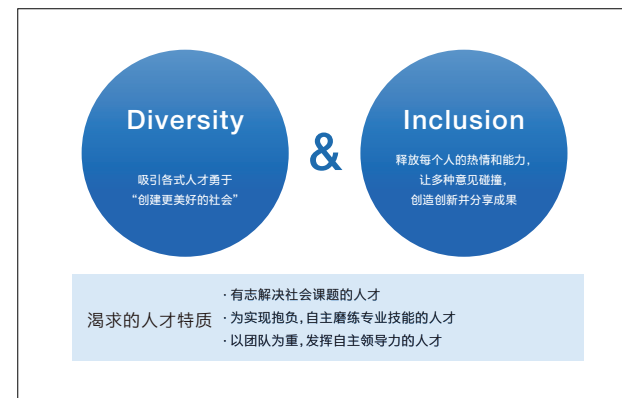 Diversity
吸引各式人才勇于
“创建更美好的社会”
&
Inclusion
释放每个人的热情和能力，
让多种意见碰撞，
创造创新并分享成果
渴求的人才特质
·有志解决社会课题的人才
·为实现抱负，自主磨练专业技能的人才
·以团队为重，发挥自主领导力的人才